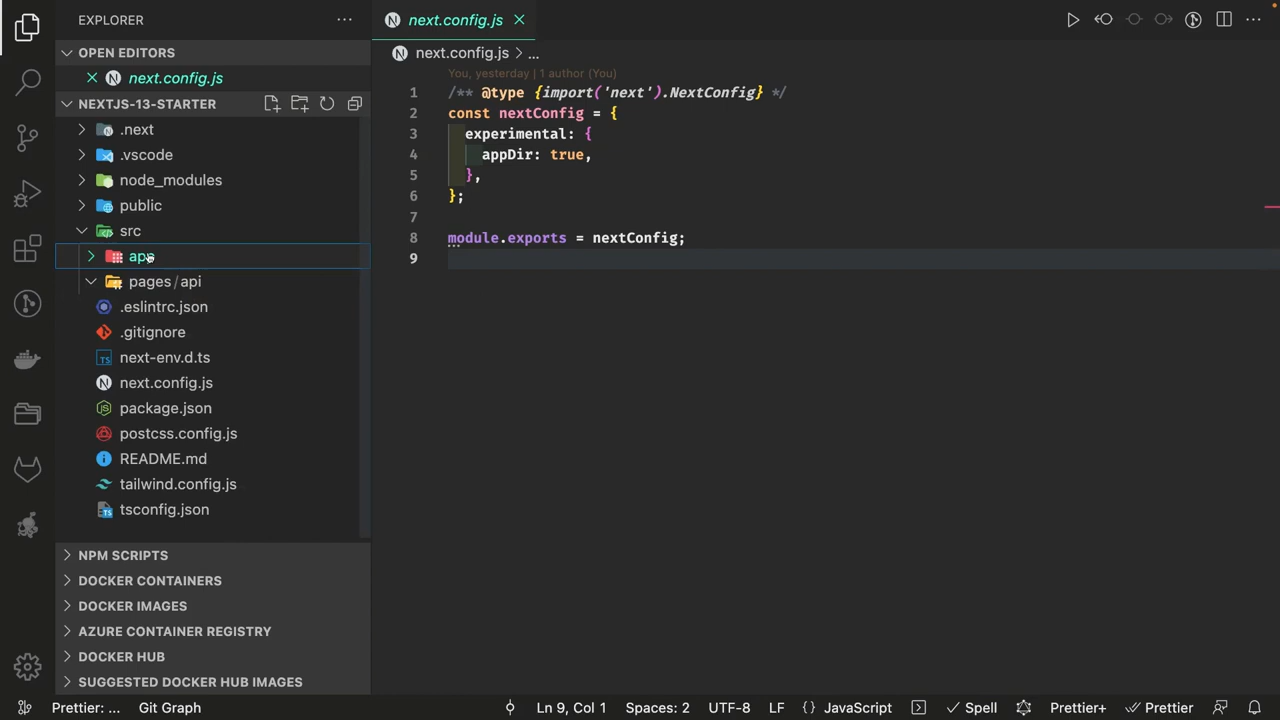 EXPLORER
next.config.js
OPEN EDITORS
next.config.js
NEXTJS-13-STARTER
.next
.vscode
node_modules
public
src
app
pages/api
.eslintrc.json
.gitignore
next-env.d.ts
next.config.js
package.json
postcss.config.js
README.md
tailwind.config.js
tsconfig.json
NPM SCRIPTS
DOCKER CONTAINERS
DOCKER IMAGES
AZURE CONTAINER REGISTRY
DOCKER HUB
SUGGESTED DOCKER HUB IMAGES
next.config.js > ...
You, yesterday | 1 author (You)
1 /** @type {import('next').NextConfig} */
2 const nextConfig = {
3   experimental: {
4     appDir: true,
5   },
6 };
7
8 module.exports = nextConfig;
9
Prettier: ... Git Graph Ln 9, Col 1 Spaces: 2 UTF-8 LF {} JavaScript Spell Prettier+ Prettier